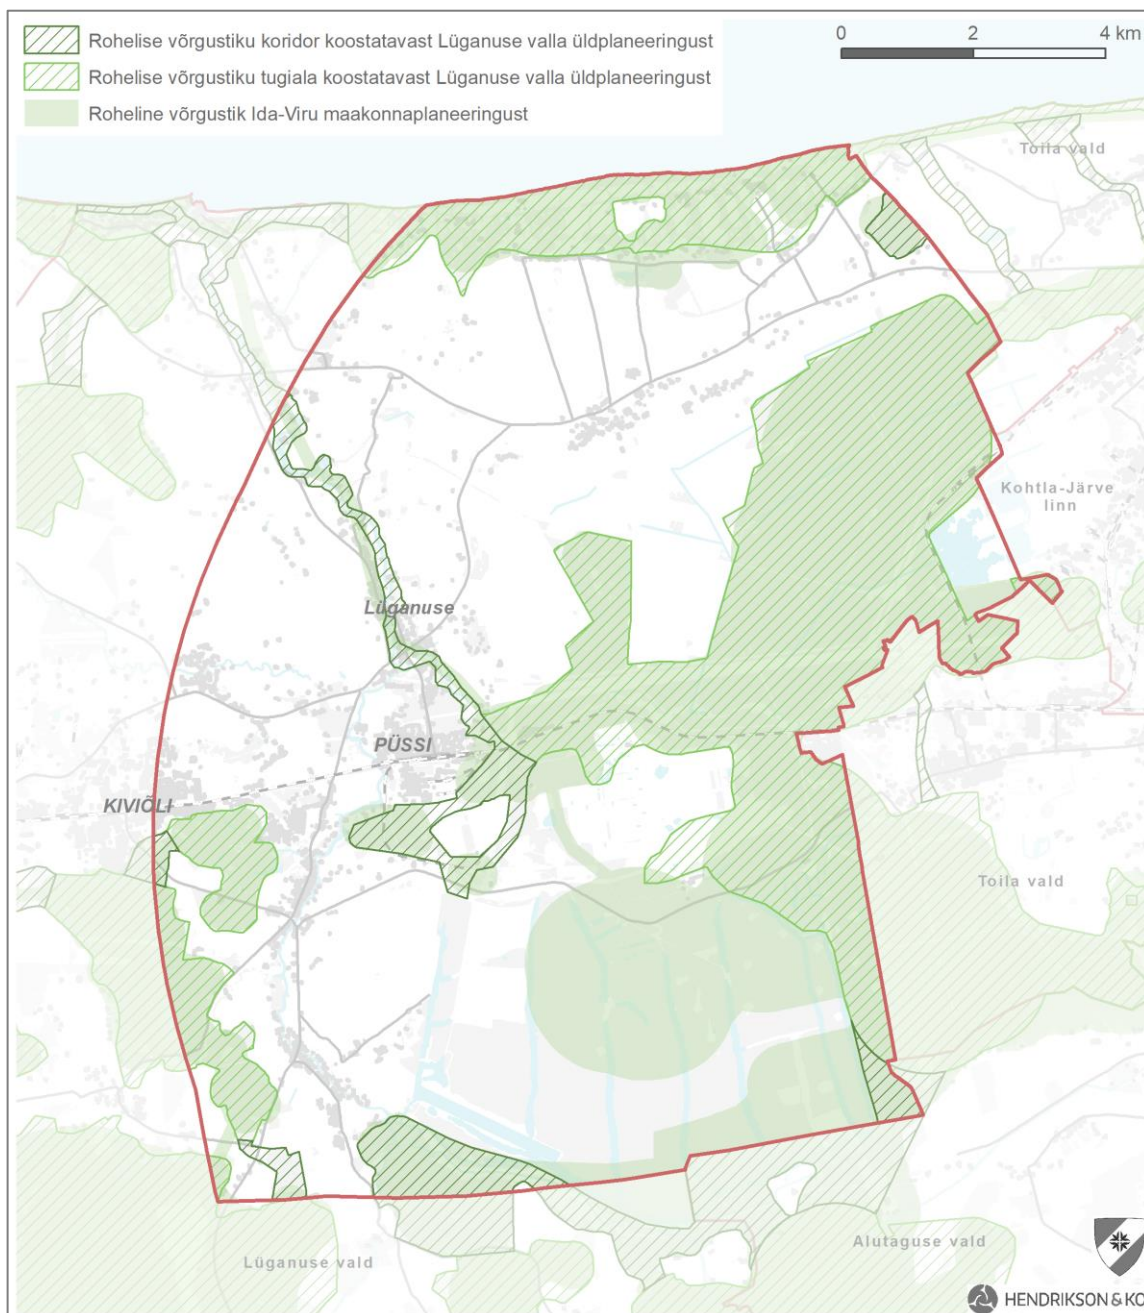 Rohelise võrgustiku koridor koostatavast Lüganuse valla üldplaneeringust
Rohelise võrgustiku tugiala koostatavast Lüganuse valla üldplaneeringust
Roheline võrgustik Ida-Viru maakonnaplaneeringust
0 2 4 km
Toila vald
Kohtla-Järve
linn
Lüganuse
PÜSSI
KIVIÕLI
Toila vald
Alutaguse vald
Lüganuse vald
HENDRIKSON & KO